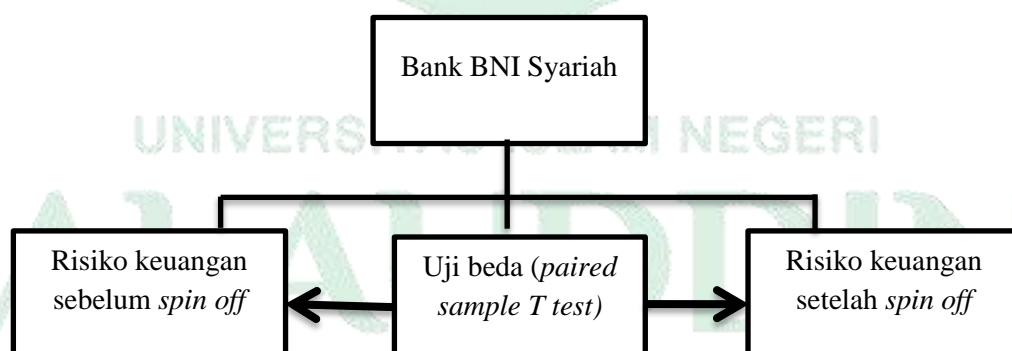 Bank BNI Syariah
UNIVERSITAS ISLAM NEGERI
ALAUDDIN
Risiko keuangan
sebelum spin off
Uji beda (paired
sample T test)
Risiko keuangan
setelah spin off